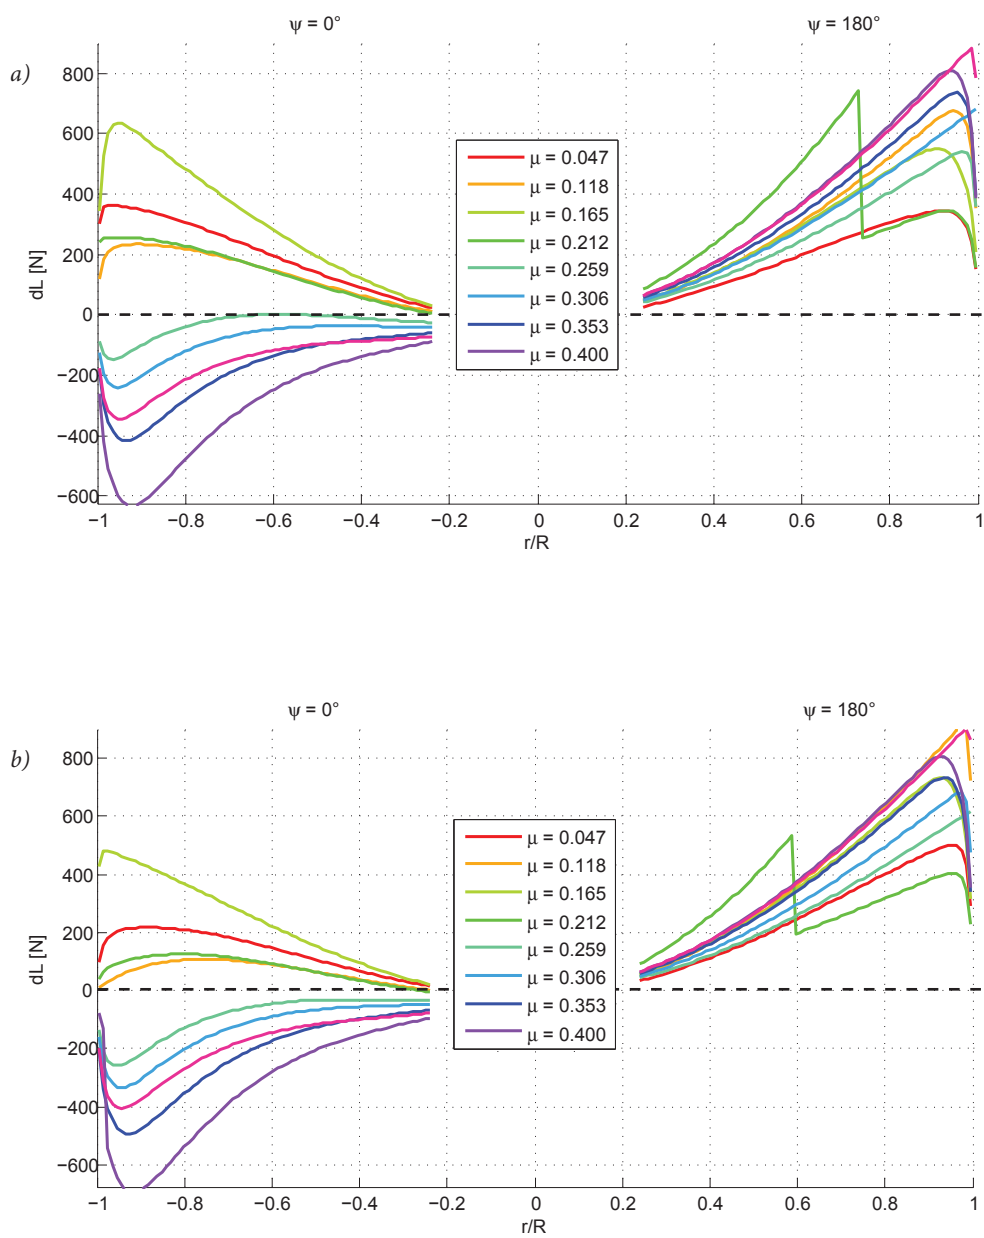 ψ = 0° ψ = 180°
a)
dL [N]
800
600
400
200
0
−200
−400
−600
μ = 0.047
μ = 0.118
μ = 0.165
μ = 0.212
μ = 0.259
μ = 0.306
μ = 0.353
μ = 0.400
−1 −0.8 −0.6 −0.4 −0.2 0 0.2 0.4 0.6 0.8 1
r/R
ψ = 0° ψ = 180°
b)
dL [N]
800
600
400
200
0
−200
−400
−600
μ = 0.047
μ = 0.118
μ = 0.165
μ = 0.212
μ = 0.259
μ = 0.306
μ = 0.353
μ = 0.400
−1 −0.8 −0.6 −0.4 −0.2 0 0.2 0.4 0.6 0.8 1
r/R